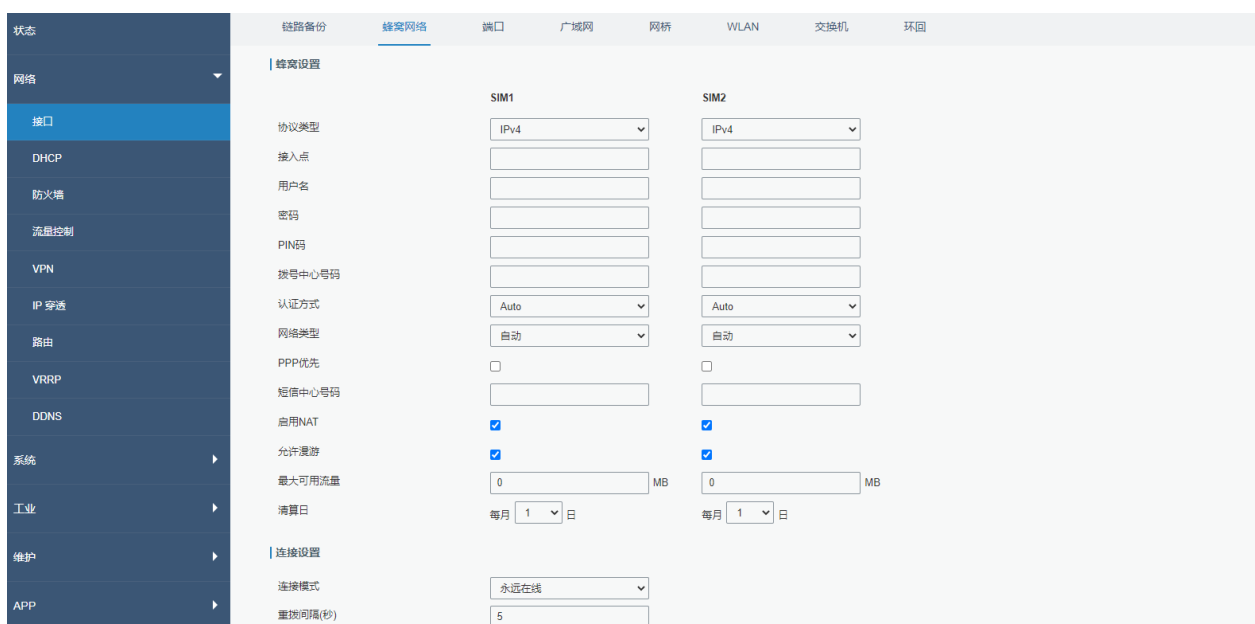 状态
网络
接口
DHCP
防火墙
流量控制
VPN
IP 穿透
路由
VRRP
DDNS
系统
工业
维护
APP
链路备份 蜂窝网络 端口 广域网 网桥 WLAN 交换机 环回
蜂窝设置
SIM1 SIM2
协议类型 IPv4 IPv4
接入点
用户名
密码
PIN码
拨号中心号码
认证方式 Auto Auto
网络类型 自动 自动
PPP优先
短信中心号码
启用NAT
允许漫游
最大可用流量 0 MB 0 MB
清算日 每月 1 日 每月 1 日
连接设置
连接模式 永远在线
重拨间隔(秒) 5